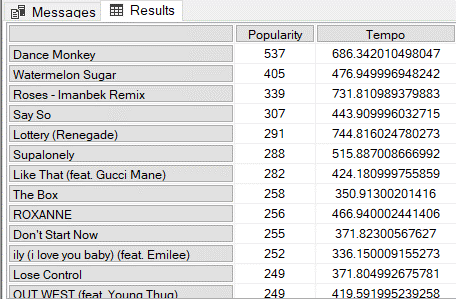 Messages Results
Popularity Tempo
Dance Monkey 537 686.342010498047
Watermelon Sugar 405 476.949996948242
Roses - Imanbek Remix 339 731.810989379883
Say So 307 443.909996032715
Lottery (Renegade) 291 744.816024780273
Supalonely 288 515.887008666992
Like That (feat. Gucci Mane) 282 424.180999755859
The Box 258 350.91300201416
ROXANNE 256 466.940002441406
Don't Start Now 255 371.82300567627
ily (i love you baby) (feat. Emilee) 252 336.150009155273
Lose Control 249 371.804992675781
OUT WEST (feat. Young Thug) 249 419.591995239258